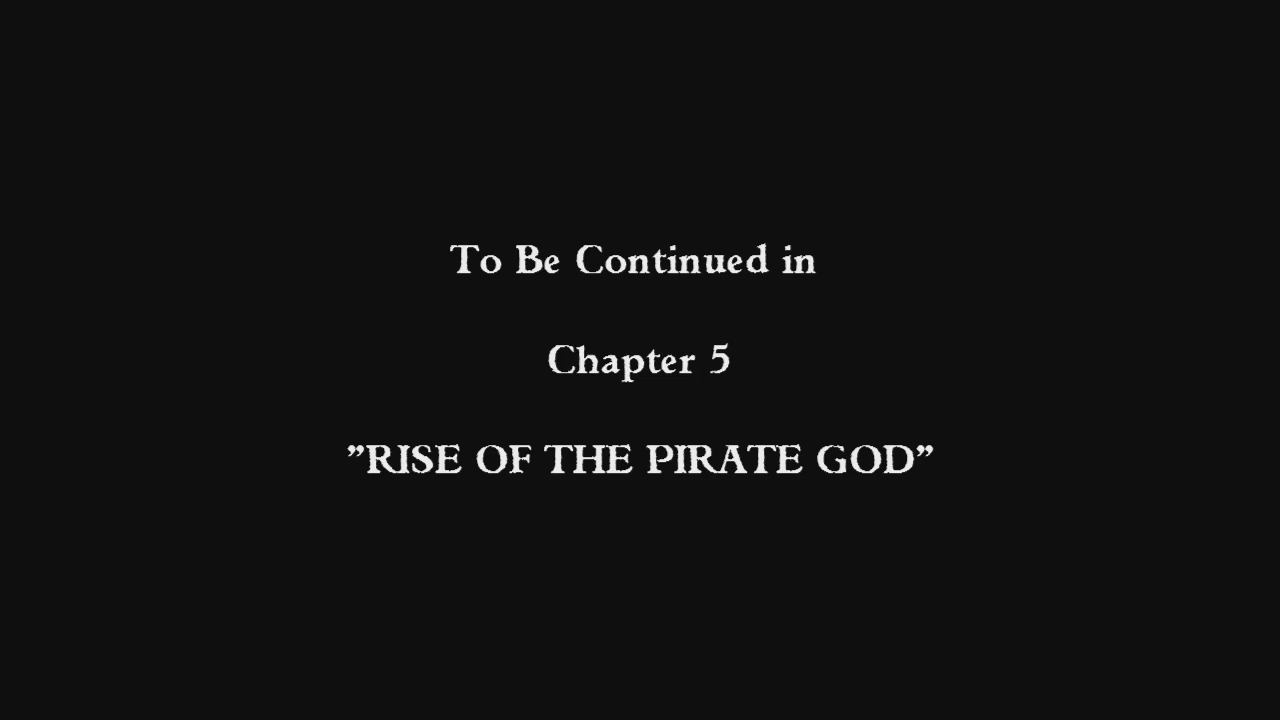 To Be Continued in
Chapter 5
”RISE OF THE PIRATE GOD”